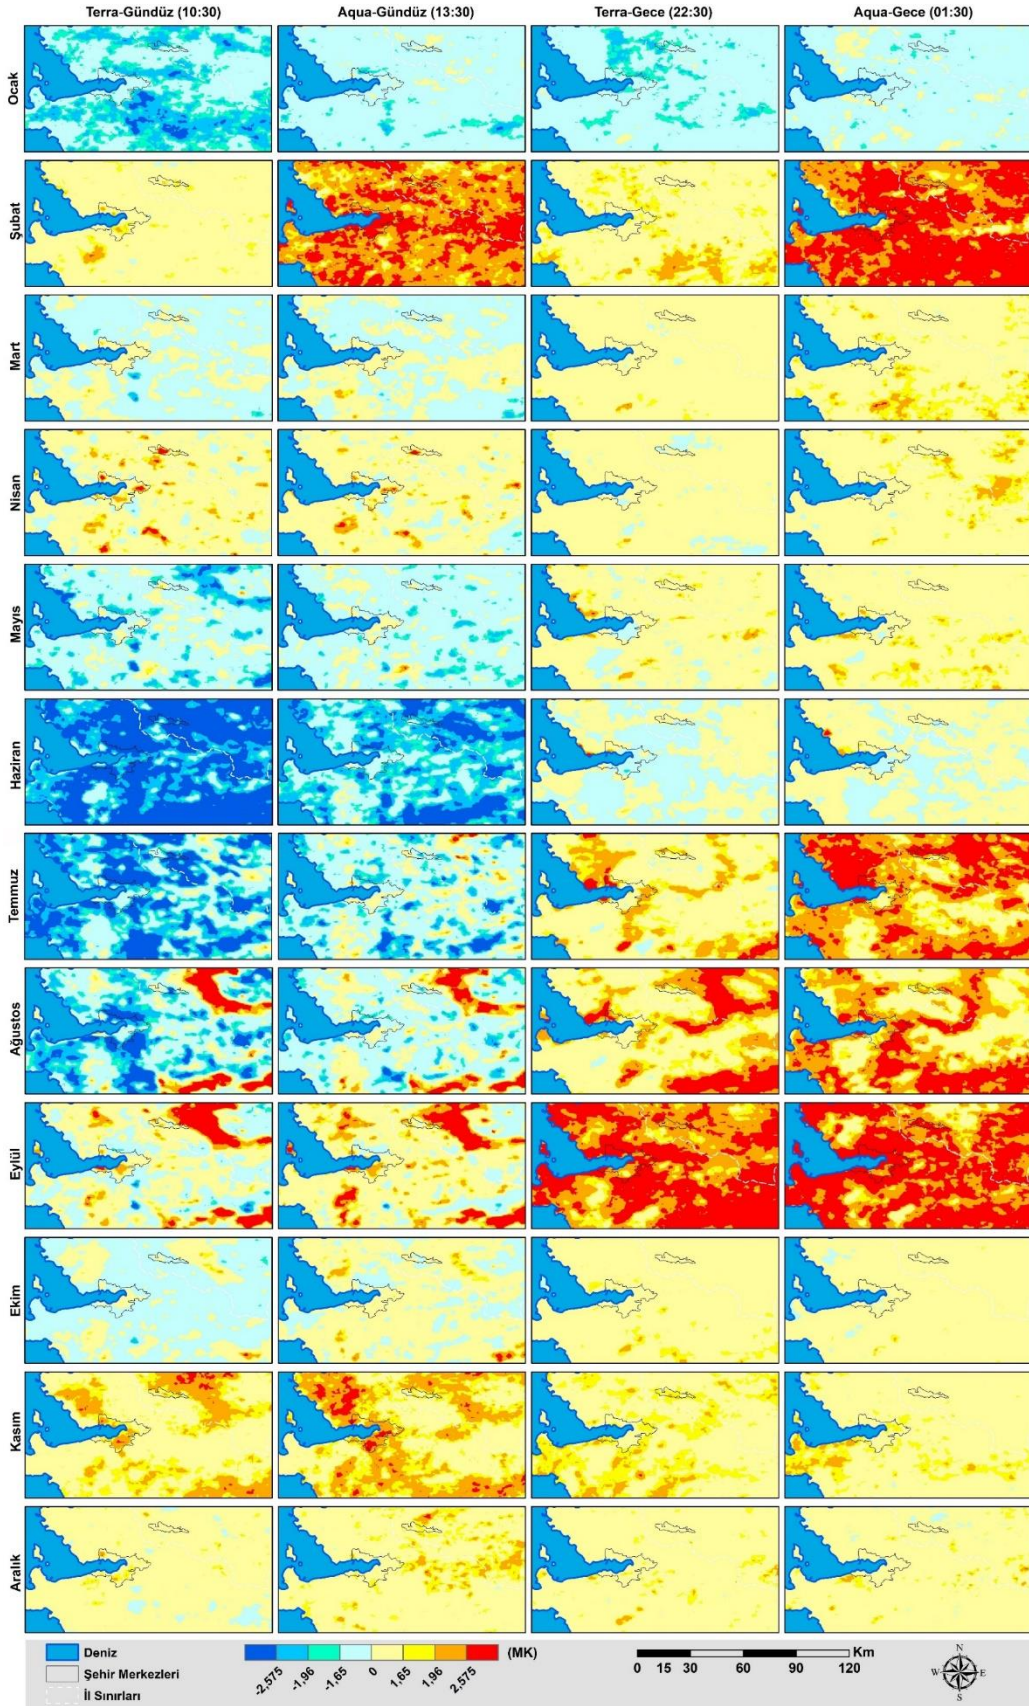 Terra-Gündüz (10:30) Aqua-Gündüz (13:30) Terra-Gece (22:30) Aqua-Gece (01:30)
Ocak
Şubat
Mart
Nisan
Mayıs
Haziran
Temmuz
Ağustos
Eylül
Ekim
Kasım
Aralık
Deniz
Şehir Merkezleri
İl Sınırları
(MK)
-2,575 -1,96 -1,65 0 1,65 1,96 2,575
Km
0 15 30 60 90 120
N
W E
S